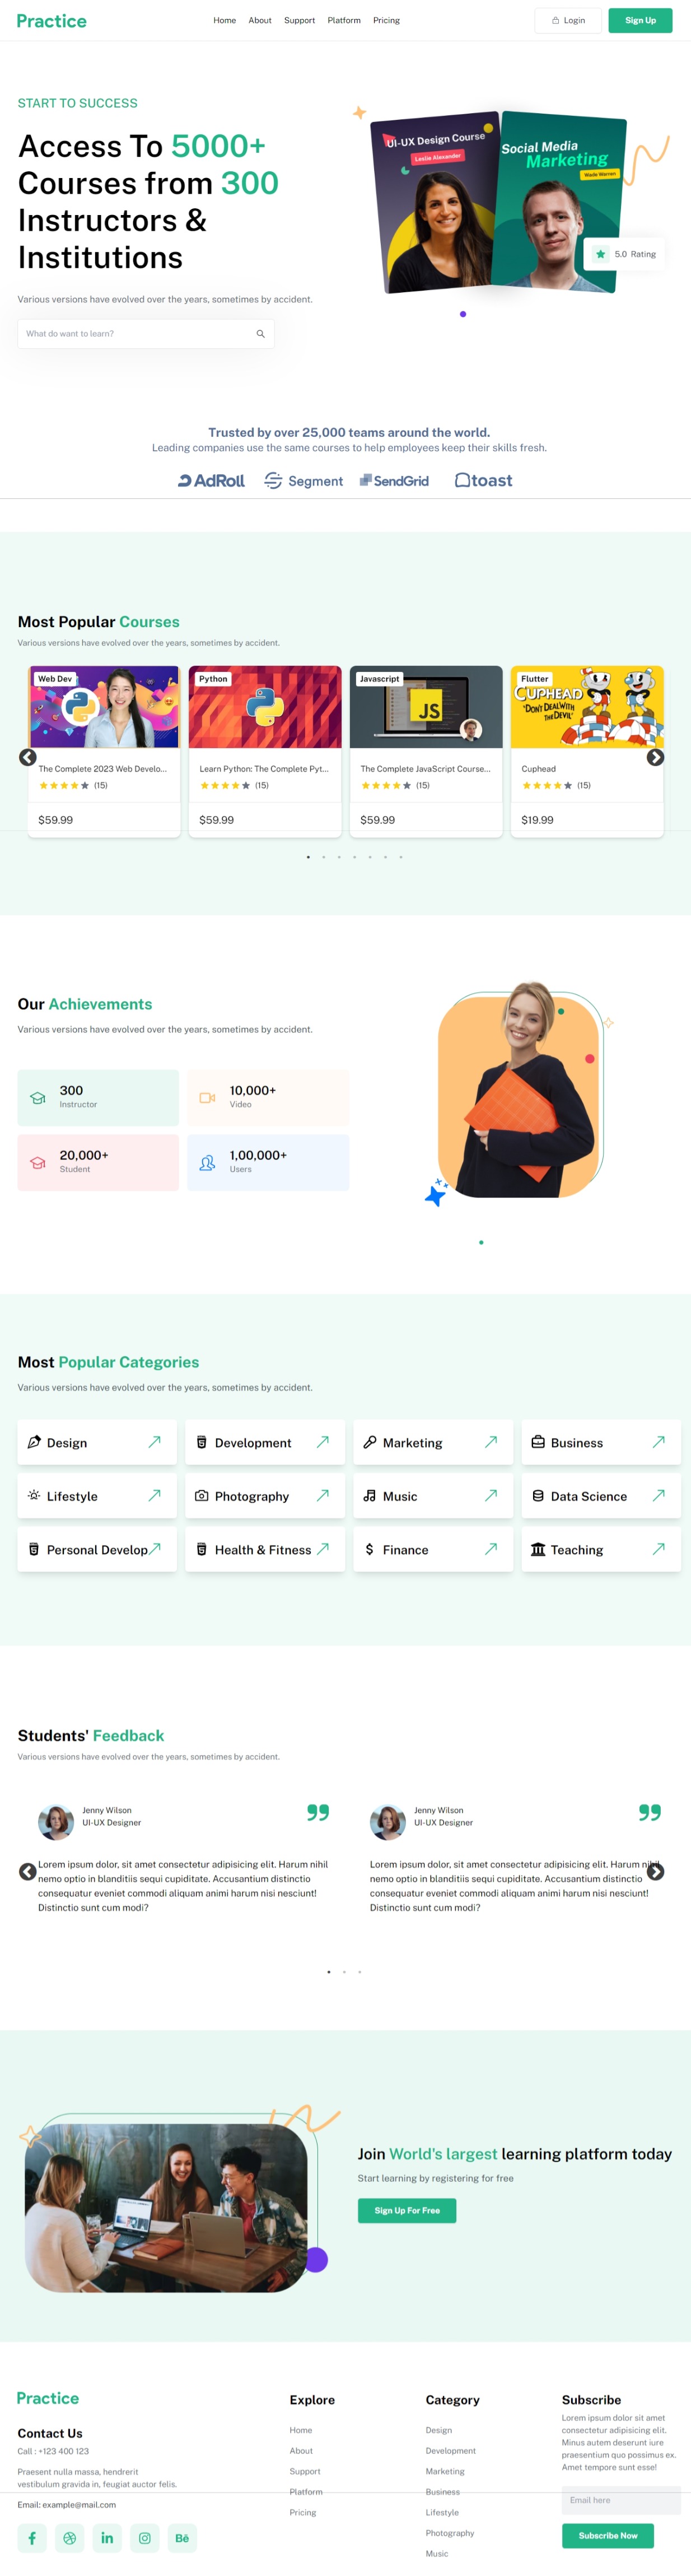 Practice
Home About Support Platform Pricing
Login
Sign Up
START TO SUCCESS
Access To 5000+
Courses from 300
Instructors &
Institutions
Various versions have evolved over the years, sometimes by accident.
What do want to learn?
UI-UX Design Course
Leslie Alexander
Social Media
Marketing
Wade Warren
5.0 Rating
Trusted by over 25,000 teams around the world.
Leading companies use the same courses to help employees keep their skills fresh.
AdRoll Segment SendGrid toast
Most Popular Courses
Various versions have evolved over the years, sometimes by accident.
Web Dev
The Complete 2023 Web Develo...
(15)
$59.99
Python
Learn Python: The Complete Pyt...
(15)
$59.99
Javascript
JS
The Complete JavaScript Course...
(15)
$59.99
Flutter
CUPHEAD
"DON'T DEAL WITH
THE DEVIL"
Cuphead
(15)
$19.99
Our Achievements
Various versions have evolved over the years, sometimes by accident.
300
Instructor
10,000+
Video
20,000+
Student
1,00,000+
Users
Most Popular Categories
Various versions have evolved over the years, sometimes by accident.
Design
Development
Marketing
Business
Lifestyle
Photography
Music
Data Science
Personal Develop
Health & Fitness
Finance
Teaching
Students' Feedback
Various versions have evolved over the years, sometimes by accident.
Jenny Wilson
UI-UX Designer
Lorem ipsum dolor, sit amet consectetur adipisicing elit. Harum nihil
nemo optio in blanditiis sequi cupiditate. Accusantium distinctio
consequatur eveniet commodi aliquam animi harum nisi nesciunt!
Distinctio sunt cum modi?
Jenny Wilson
UI-UX Designer
Lorem ipsum dolor, sit amet consectetur adipisicing elit. Harum nihil
nemo optio in blanditiis sequi cupiditate. Accusantium distinctio
consequatur eveniet commodi aliquam animi harum nisi nesciunt!
Distinctio sunt cum modi?
Join World's largest learning platform today
Start learning by registering for free
Sign Up For Free
Practice
Contact Us
Call : +123 400 123
Praesent nulla massa, hendrerit
vestibulum gravida in, feugiat auctor felis.
Email: example@mail.com
f in Bē
Explore
Home
About
Support
Platform
Pricing
Category
Design
Development
Marketing
Business
Lifestyle
Photography
Music
Subscribe
Lorem ipsum dolor sit amet
consectetur adipisicing elit.
Minus autem deserunt iure
praesentium quo possimus ex.
Amet tempore sunt esse!
Email here
Subscribe Now